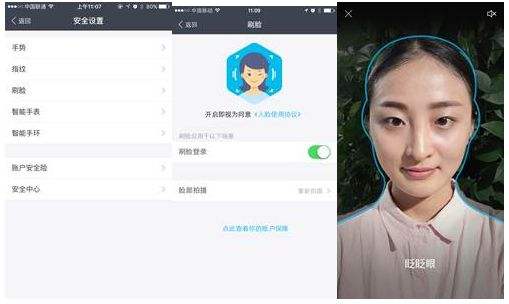 中国联通
上午11:07
80%
返回
安全设置
手势
指纹
刷脸
智能手表
智能手环
账户安全险
安全中心
中国移动
11:09
返回
刷脸
开启即视为同意《人脸使用协议》
刷脸应用于以下场景
刷脸登录
脸部拍摄
重新拍摄
点此查看你的账户保障
眨眨眼